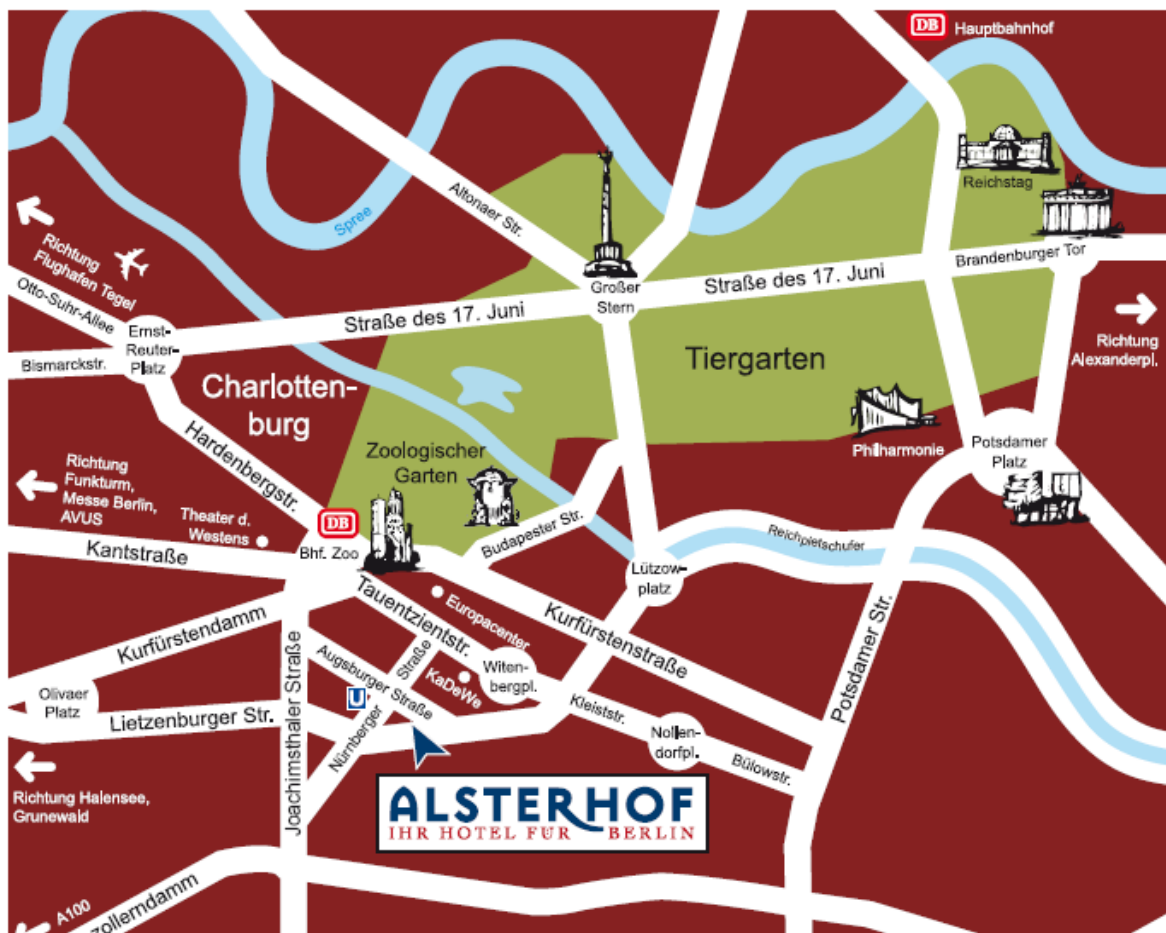 DB Hauptbahnhof
Reichstag
Altonaer Str.
Spree
Richtung
Flughafen Tegel
Otto-Suhr-Allee
Brandenburger Tor
Großer
Stern
Straße des 17. Juni
Straße des 17. Juni
Ernst-
Reuter-
Platz
Bismarckstr.
Richtung
Alexanderpl.
Tiergarten
Charlotten-
burg
Hardenbergstr.
Zoologischer
Garten
Philharmonie
Potsdamer
Platz
Richtung
Funkturm,
Messe Berlin,
AVUS
Theater d.
Westens
DB
Bhf. Zoo
Kantstraße
Budapester Str.
Reichpietschufer
Lützow-
platz
Europacenter
Tauentzientstr.
Kurfürstenstraße
Kurfürstendamm
Potsdamer Str.
Joachimsthaler Straße
Augsburger Straße
Nürnberger Straße
KaDeWe
Witen-
bergpl.
Kleiststr.
Olivaer
Platz
Lietzenburger Str.
U
Nollen-
dorfpl.
Bülowstr.
Richtung Halensee,
Grunewald
ALSTERHOF
IHR HOTEL FÜR BERLIN
A100
zollerndamm